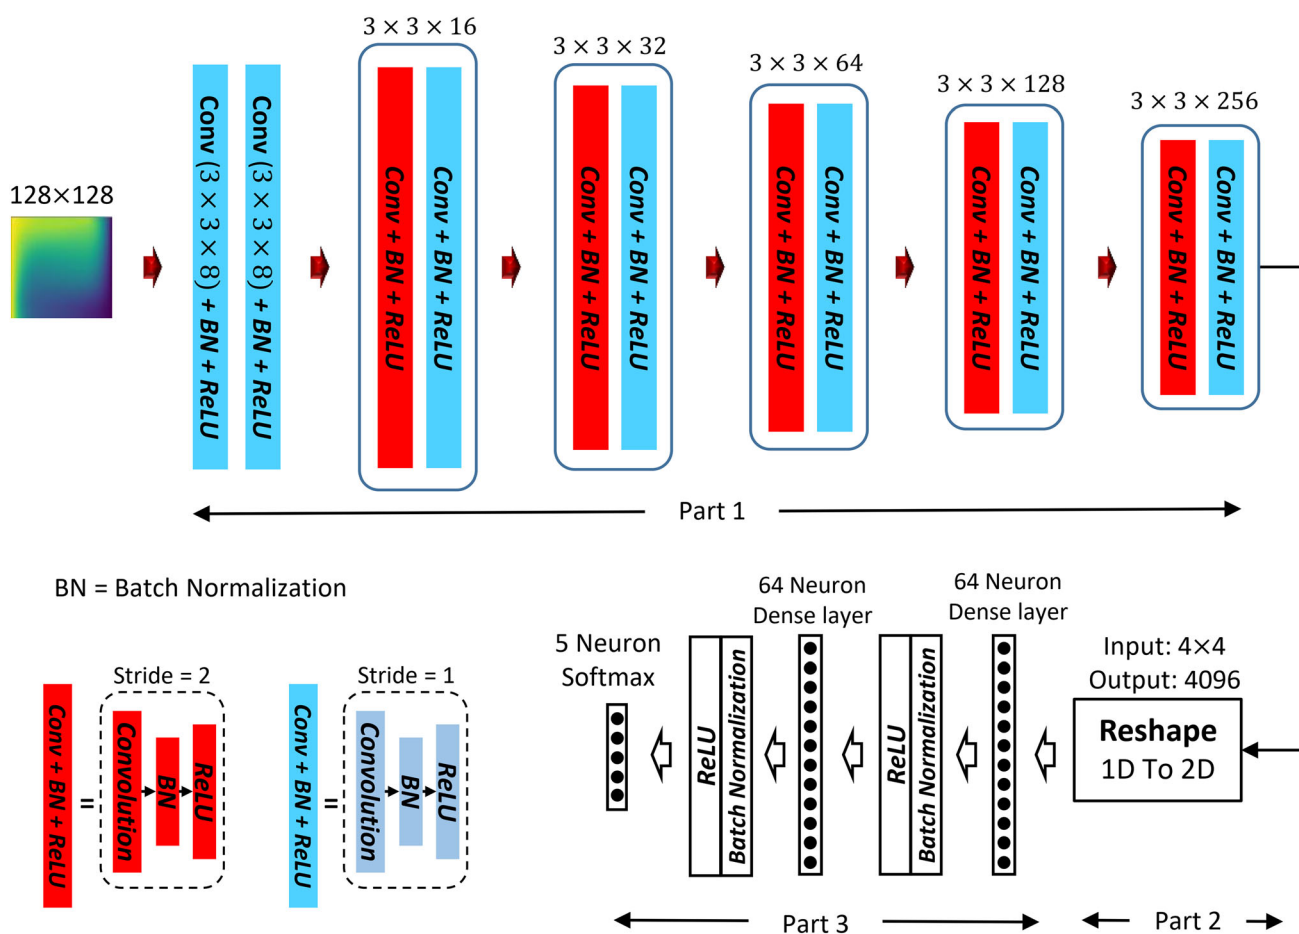 3 × 3 × 16
3 × 3 × 32
3 × 3 × 64
3 × 3 × 128
3 × 3 × 256
128×128
Conv (3 × 3 × 8) + BN + ReLU
Conv (3 × 3 × 8) + BN + ReLU
Conv + BN + ReLU
Conv + BN + ReLU
Conv + BN + ReLU
Conv + BN + ReLU
Conv + BN + ReLU
Conv + BN + ReLU
Conv + BN + ReLU
Conv + BN + ReLU
Conv + BN + ReLU
Conv + BN + ReLU
Part 1
BN = Batch Normalization
Conv + BN + ReLU
=
Stride = 2
Convolution
BN
ReLU
Conv + BN + ReLU
=
Stride = 1
Convolution
BN
ReLU
5 Neuron
Softmax
ReLU
Batch Normalization
64 Neuron
Dense layer
ReLU
Batch Normalization
64 Neuron
Dense layer
Input: 4×4
Output: 4096
Reshape
1D To 2D
Part 3
Part 2